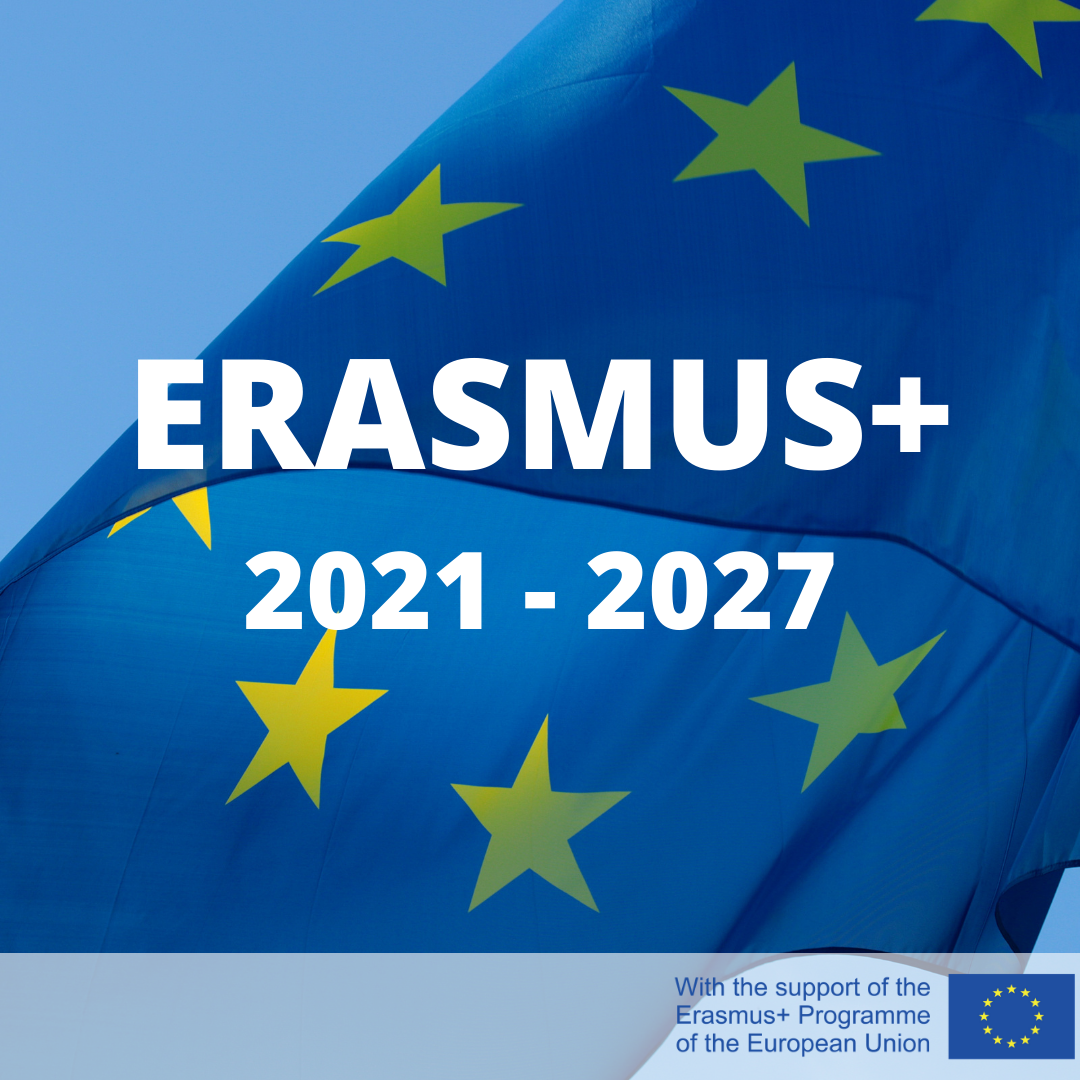 ERASMUS+
2021 - 2027
With the support of the
Erasmus+ Programme
of the European Union